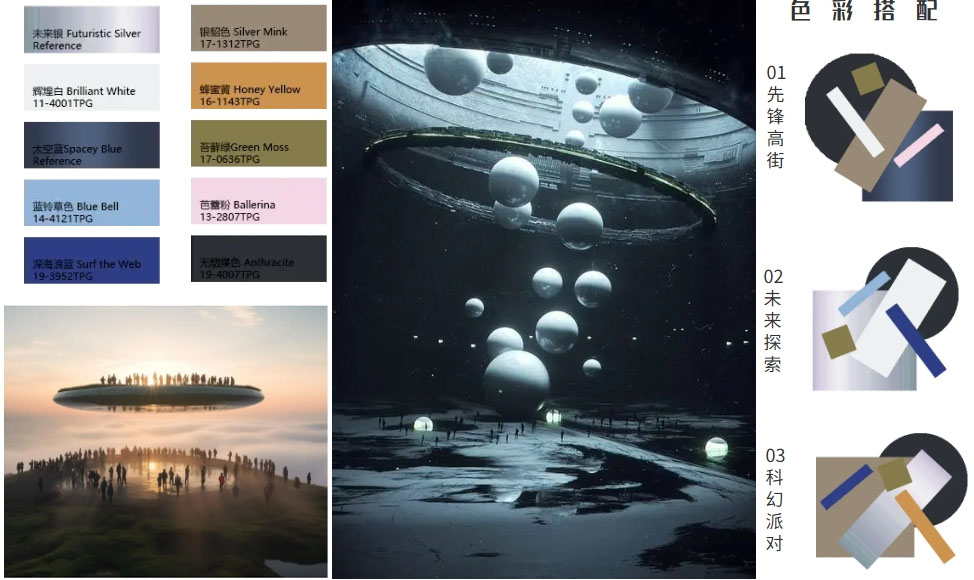 未来银 Futuristic Silver
Reference
银貂色 Silver Mink
17-1312TPG
辉煌白 Brilliant White
11-4001TPG
蜂蜜黄 Honey Yellow
16-1143TPG
太空蓝Spacey Blue
Reference
苔藓绿Green Moss
17-0636TPG
蓝铃草色 Blue Bell
14-4121TPG
芭蕾粉 Ballerina
13-2807TPG
深海浪蓝 Surf the Web
19-3952TPG
无烟煤色 Anthracite
19-4007TPG
色彩搭配
01
先锋高街
02
未来探索
03
科幻派对